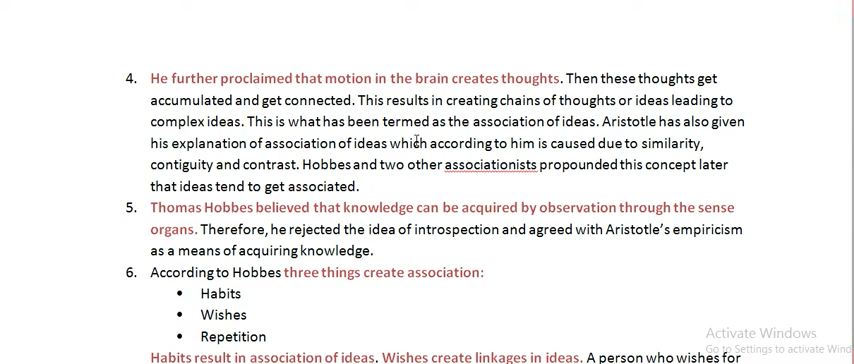 4. He further proclaimed that motion in the brain creates thoughts. Then these thoughts get
accumulated and get connected. This results in creating chains of thoughts or ideas leading to
complex ideas. This is what has been termed as the association of ideas. Aristotle has also given
his explanation of association of ideas which according to him is caused due to similarity,
contiguity and contrast. Hobbes and two other associationists propounded this concept later
that ideas tend to get associated.
5. Thomas Hobbes believed that knowledge can be acquired by observation through the sense
organs. Therefore, he rejected the idea of introspection and agreed with Aristotle’s empiricism
as a means of acquiring knowledge.
6. According to Hobbes three things create association:
• Habits
• Wishes
• Repetition
Activate Windows
Go to Settings to activate Wind
Habits result in association of ideas. Wishes create linkages in ideas. A person who wishes for